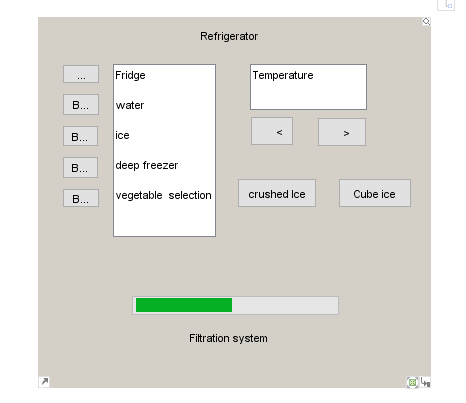 Refrigerator
...
Fridge
Temperature
B...
water
B...
ice
< >
B...
deep freezer
B...
vegetable selection
crushed Ice
Cube ice
Filtration system